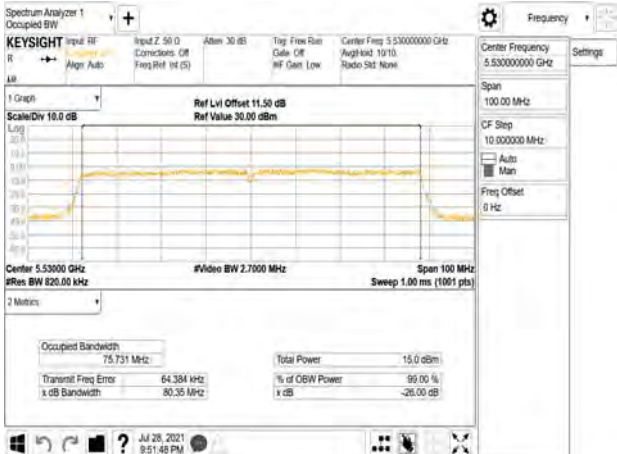 Spectrum Analyzer 1
Occupied BW
+
Frequency
KEYSIGHT Input: RF
R
Align: Auto
Input Z: 50 Ω
Corrections: Off
Freq Ref: Int (S)
Atten: 30 dB
Trig: Free Run
Gate: Off
#IF Gain: Low
Center Freq: 5.530000000 GHz
Avg|Hold: 10/10
Radio Std: None
Center Frequency
5.530000000 GHz
Settings
Span
100.00 MHz
CF Step
10.000000 MHz
Auto
Man
Freq Offset
0 Hz
1 Graph
Scale/Div 10.0 dB
Ref Lvl Offset 11.50 dB
Ref Value 30.00 dBm
Log
Center 5.53000 GHz
#Video BW 2.7000 MHz
Span 100 MHz
#Res BW 820.00 kHz
Sweep 1.00 ms (1001 pts)
2 Metrics
Occupied Bandwidth
75.731 MHz
Total Power 15.0 dBm
Transmit Freq Error 64.384 kHz
% of OBW Power 99.00 %
x dB Bandwidth 80.35 MHz
x dB -26.00 dB
?
Jul 28, 2021
9:51:48 PM